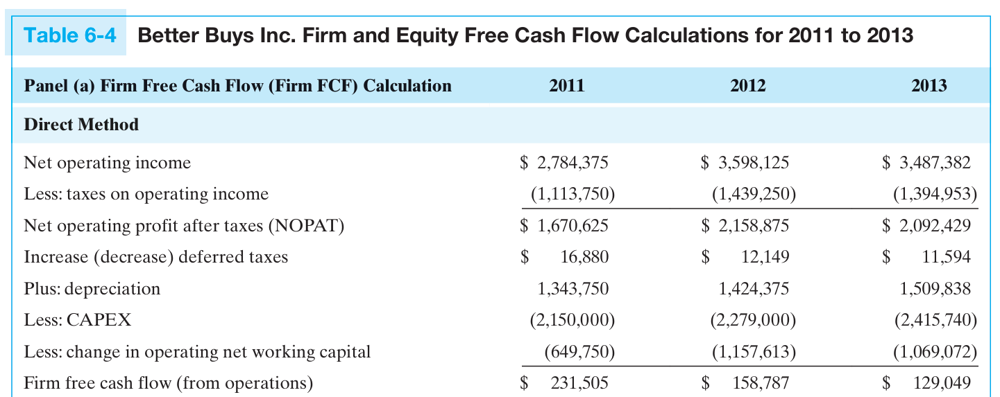 Table 6-4 Better Buys Inc. Firm and Equity Free Cash Flow Calculations for 2011 to 2013
Panel (a) Firm Free Cash Flow (Firm FCF) Calculation 2011 2012 2013
Direct Method
Net operating income $ 2,784,375 $ 3,598,125 $ 3,487,382
Less: taxes on operating income (1,113,750) (1,439,250) (1,394,953)
Net operating profit after taxes (NOPAT) $ 1,670,625 $ 2,158,875 $ 2,092,429
Increase (decrease) deferred taxes $ 16,880 $ 12,149 $ 11,594
Plus: depreciation 1,343,750 1,424,375 1,509,838
Less: CAPEX (2,150,000) (2,279,000) (2,415,740)
Less: change in operating net working capital (649,750) (1,157,613) (1,069,072)
Firm free cash flow (from operations) $ 231,505 $ 158,787 $ 129,049